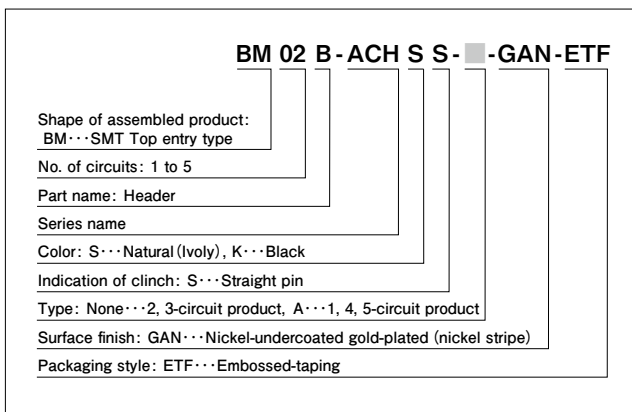 BM 02 B - ACH S S - -GAN-ETF
Shape of assembled product:
BM···SMT Top entry type
No. of circuits: 1 to 5
Part name: Header
Series name
Color: S···Natural(Ivoly), K···Black
Indication of clinch: S···Straight pin
Type: None···2, 3-circuit product, A···1, 4, 5-circuit product
Surface finish: GAN···Nickel-undercoated gold-plated (nickel stripe)
Packaging style: ETF···Embossed-taping